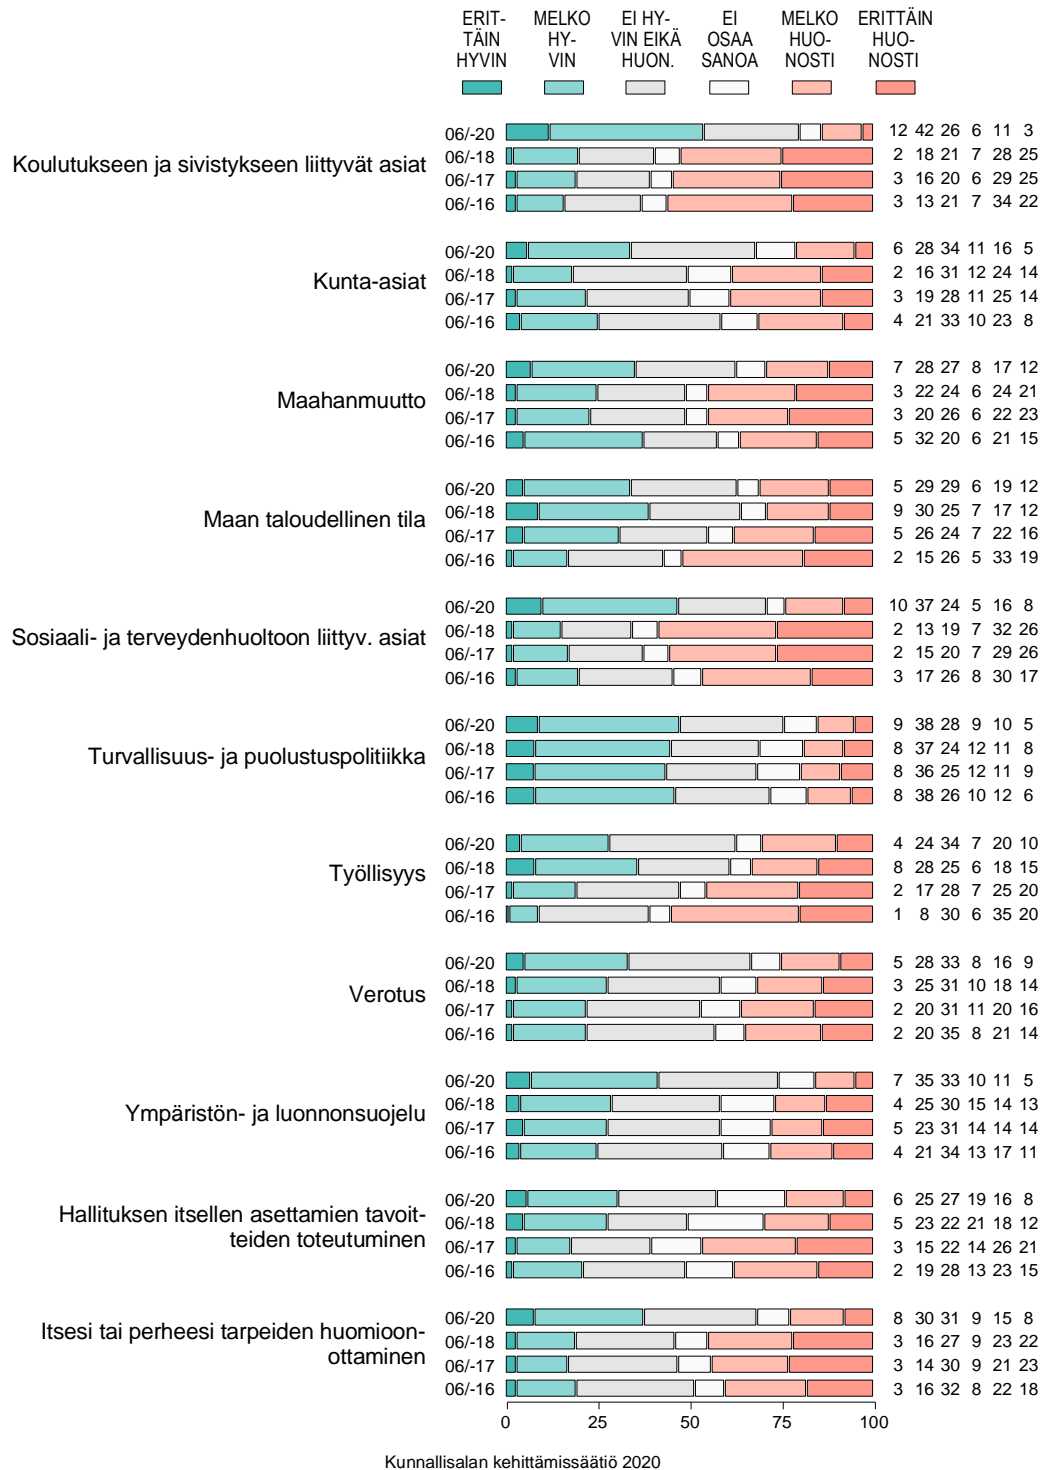 ERIT-
TÄIN
HYVIN
MELKO
HY-
VIN
EI HY-
VIN EIKÄ
HUON.
EI
OSAA
SANOA
MELKO
HUO-
NOSTI
ERITTÄIN
HUO-
NOSTI
Koulutukseen ja sivistykseen liittyvät asiat
06/-20 12 42 26 6 11 3
06/-18 2 18 21 7 28 25
06/-17 3 16 20 6 29 25
06/-16 3 13 21 7 34 22
Kunta-asiat
06/-20 6 28 34 11 16 5
06/-18 2 16 31 12 24 14
06/-17 3 19 28 11 25 14
06/-16 4 21 33 10 23 8
Maahanmuutto
06/-20 7 28 27 8 17 12
06/-18 3 22 24 6 24 21
06/-17 3 20 26 6 22 23
06/-16 5 32 20 6 21 15
Maan taloudellinen tila
06/-20 5 29 29 6 19 12
06/-18 9 30 25 7 17 12
06/-17 5 26 24 7 22 16
06/-16 2 15 26 5 33 19
Sosiaali- ja terveydenhuoltoon liittyv. asiat
06/-20 10 37 24 5 16 8
06/-18 2 13 19 7 32 26
06/-17 2 15 20 7 29 26
06/-16 3 17 26 8 30 17
Turvallisuus- ja puolustuspolitiikka
06/-20 9 38 28 9 10 5
06/-18 8 37 24 12 11 8
06/-17 8 36 25 12 11 9
06/-16 8 38 26 10 12 6
Työllisyys
06/-20 4 24 34 7 20 10
06/-18 8 28 25 6 18 15
06/-17 2 17 28 7 25 20
06/-16 1 8 30 6 35 20
Verotus
06/-20 5 28 33 8 16 9
06/-18 3 25 31 10 18 14
06/-17 2 20 31 11 20 16
06/-16 2 20 35 8 21 14
Ympäristön- ja luonnonsuojelu
06/-20 7 35 33 10 11 5
06/-18 4 25 30 15 14 13
06/-17 5 23 31 14 14 14
06/-16 4 21 34 13 17 11
Hallituksen itsellen asettamien tavoit-
teiden toteutuminen
06/-20 6 25 27 19 16 8
06/-18 5 23 22 21 18 12
06/-17 3 15 22 14 26 21
06/-16 2 19 28 13 23 15
Itsesi tai perheesi tarpeiden huomioon-
ottaminen
06/-20 8 30 31 9 15 8
06/-18 3 16 27 9 23 22
06/-17 3 14 30 9 21 23
06/-16 3 16 32 8 22 18
0 25 50 75 100
Kunnallisalan kehittämissäätiö 2020